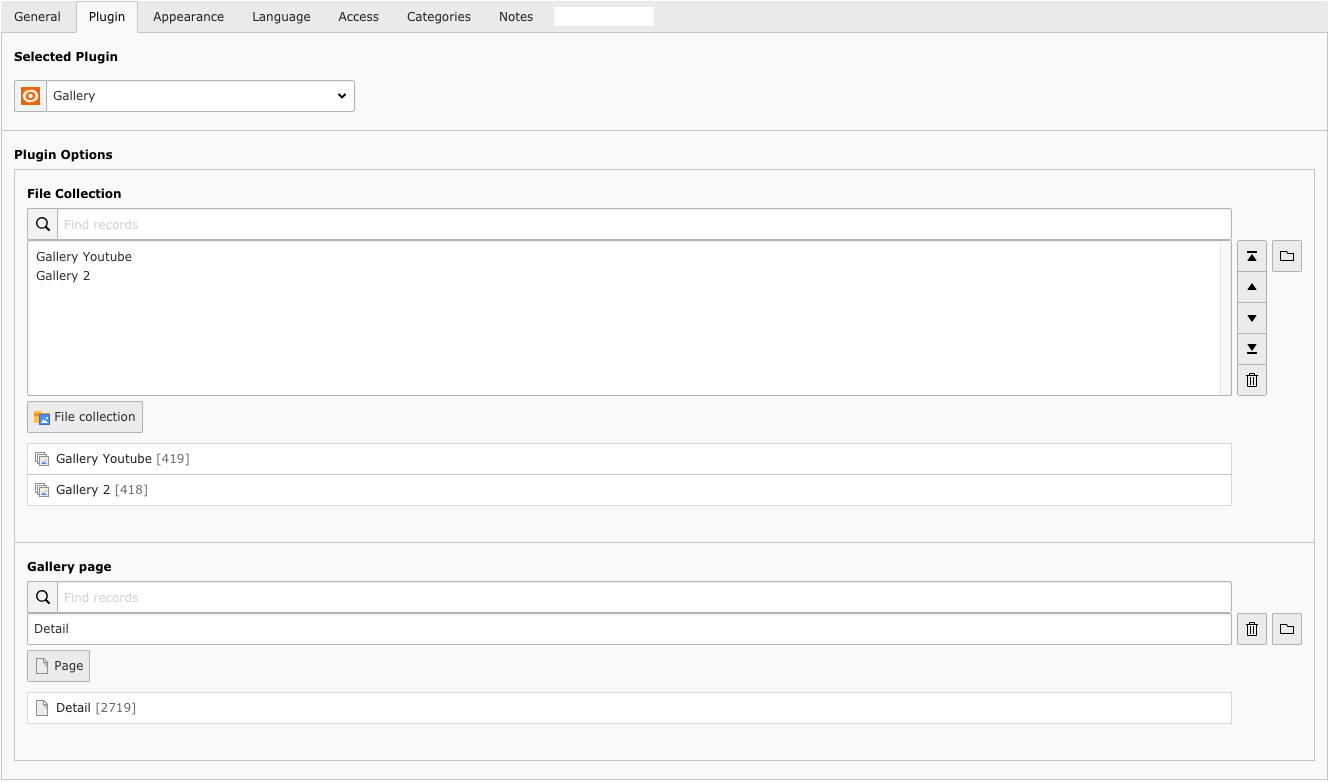 General Plugin Appearance Language Access Categories Notes
Selected Plugin
Gallery
Plugin Options
File Collection
Find records
Gallery Youtube
Gallery 2
File collection
Gallery Youtube [419]
Gallery 2 [418]
Gallery page
Find records
Detail
Page
Detail [2719]